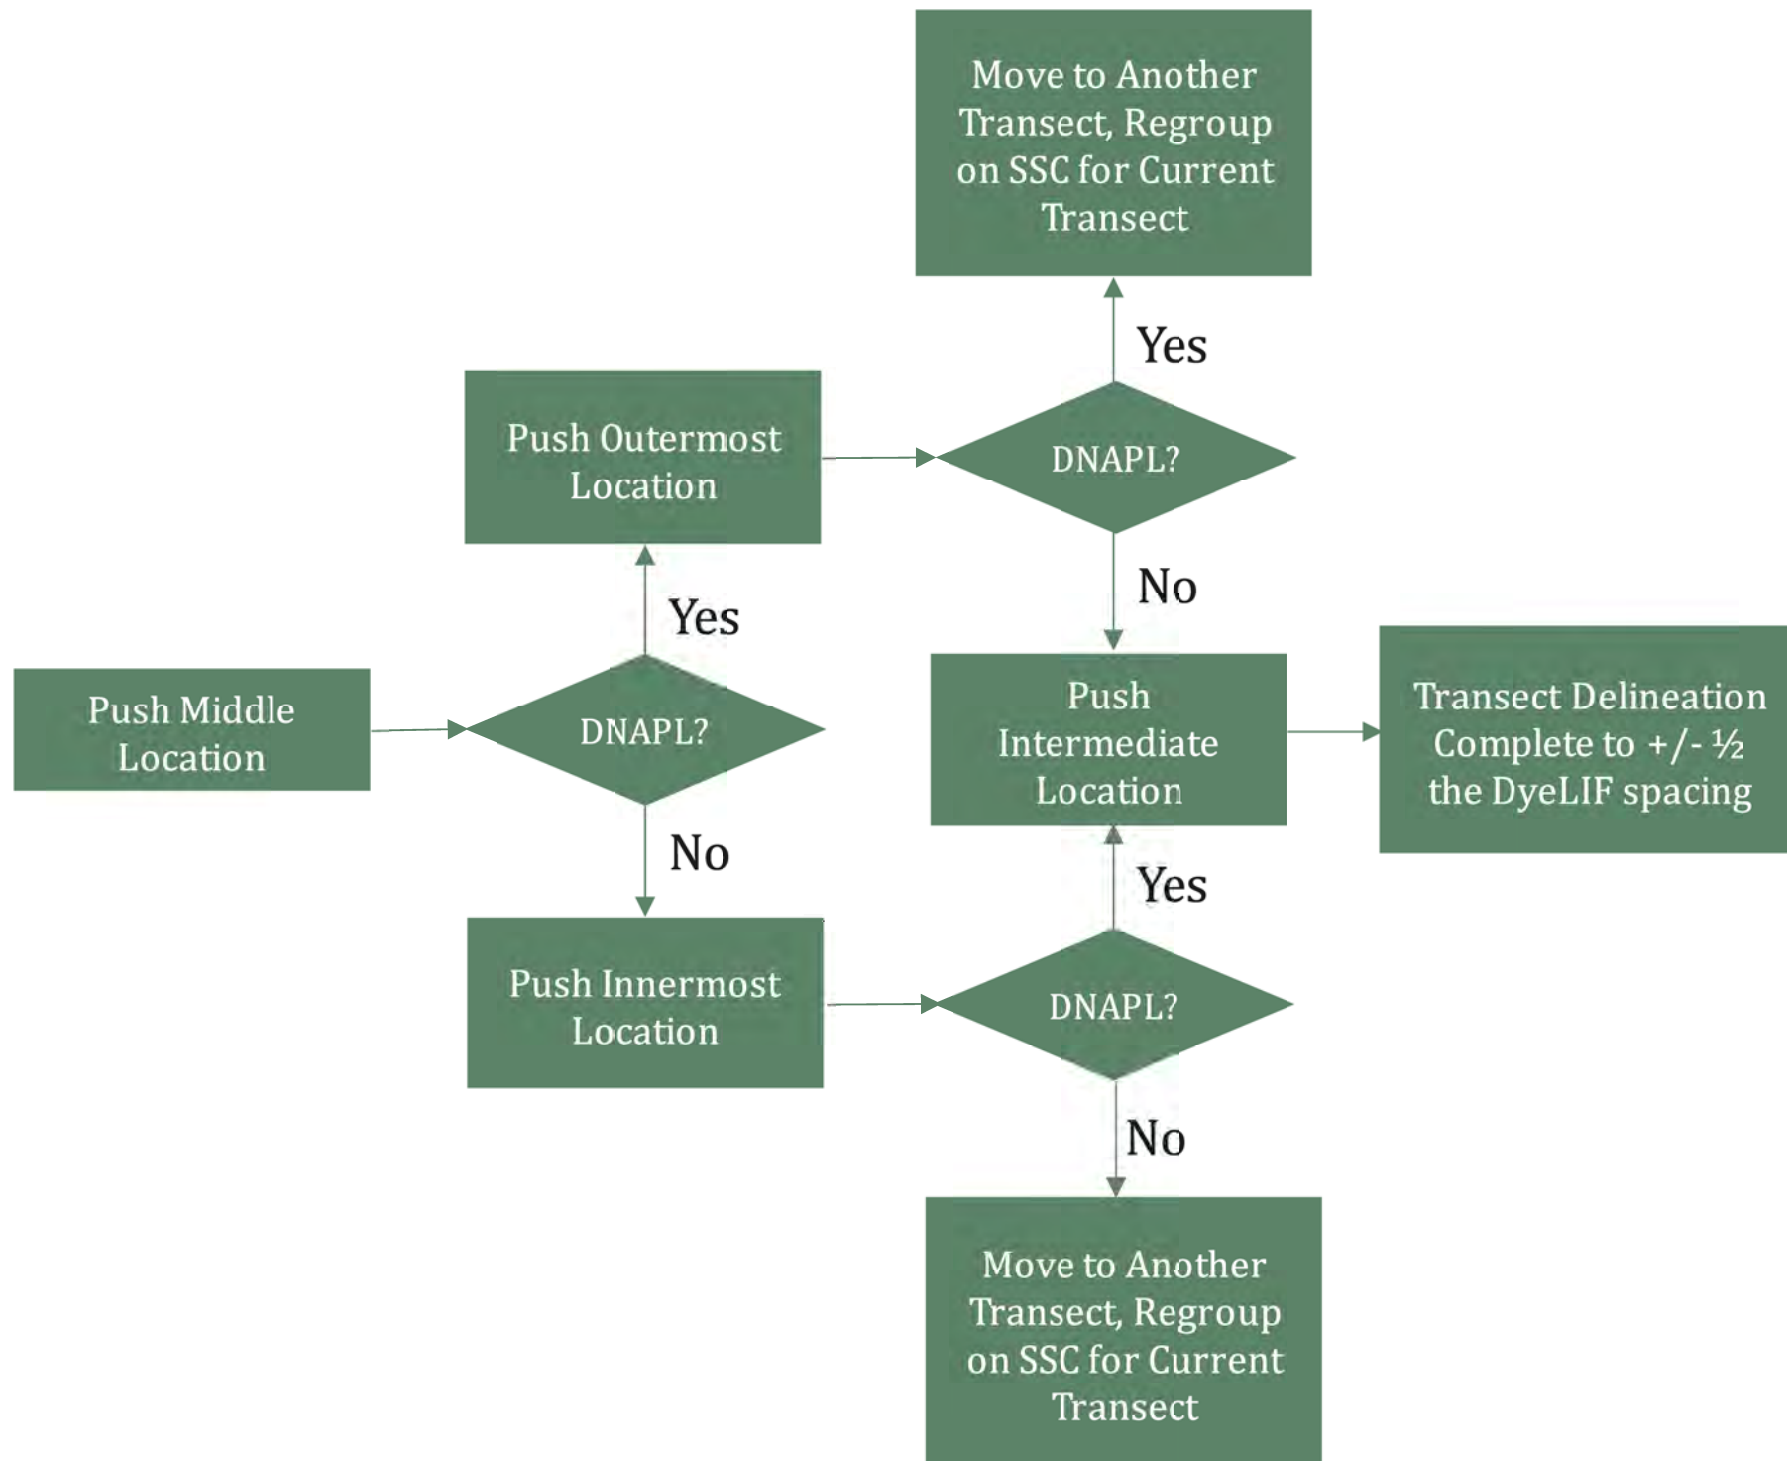 Move to Another
Transect, Regroup
on SSC for Current
Transect
Yes
Push Outermost
Location
DNAPL?
No
Yes
Push Middle
Location
DNAPL?
Push
Intermediate
Location
Transect Delineation
Complete to +/- ½
the DyeLIF spacing
No
Yes
Push Innermost
Location
DNAPL?
No
Move to Another
Transect, Regroup
on SSC for Current
Transect